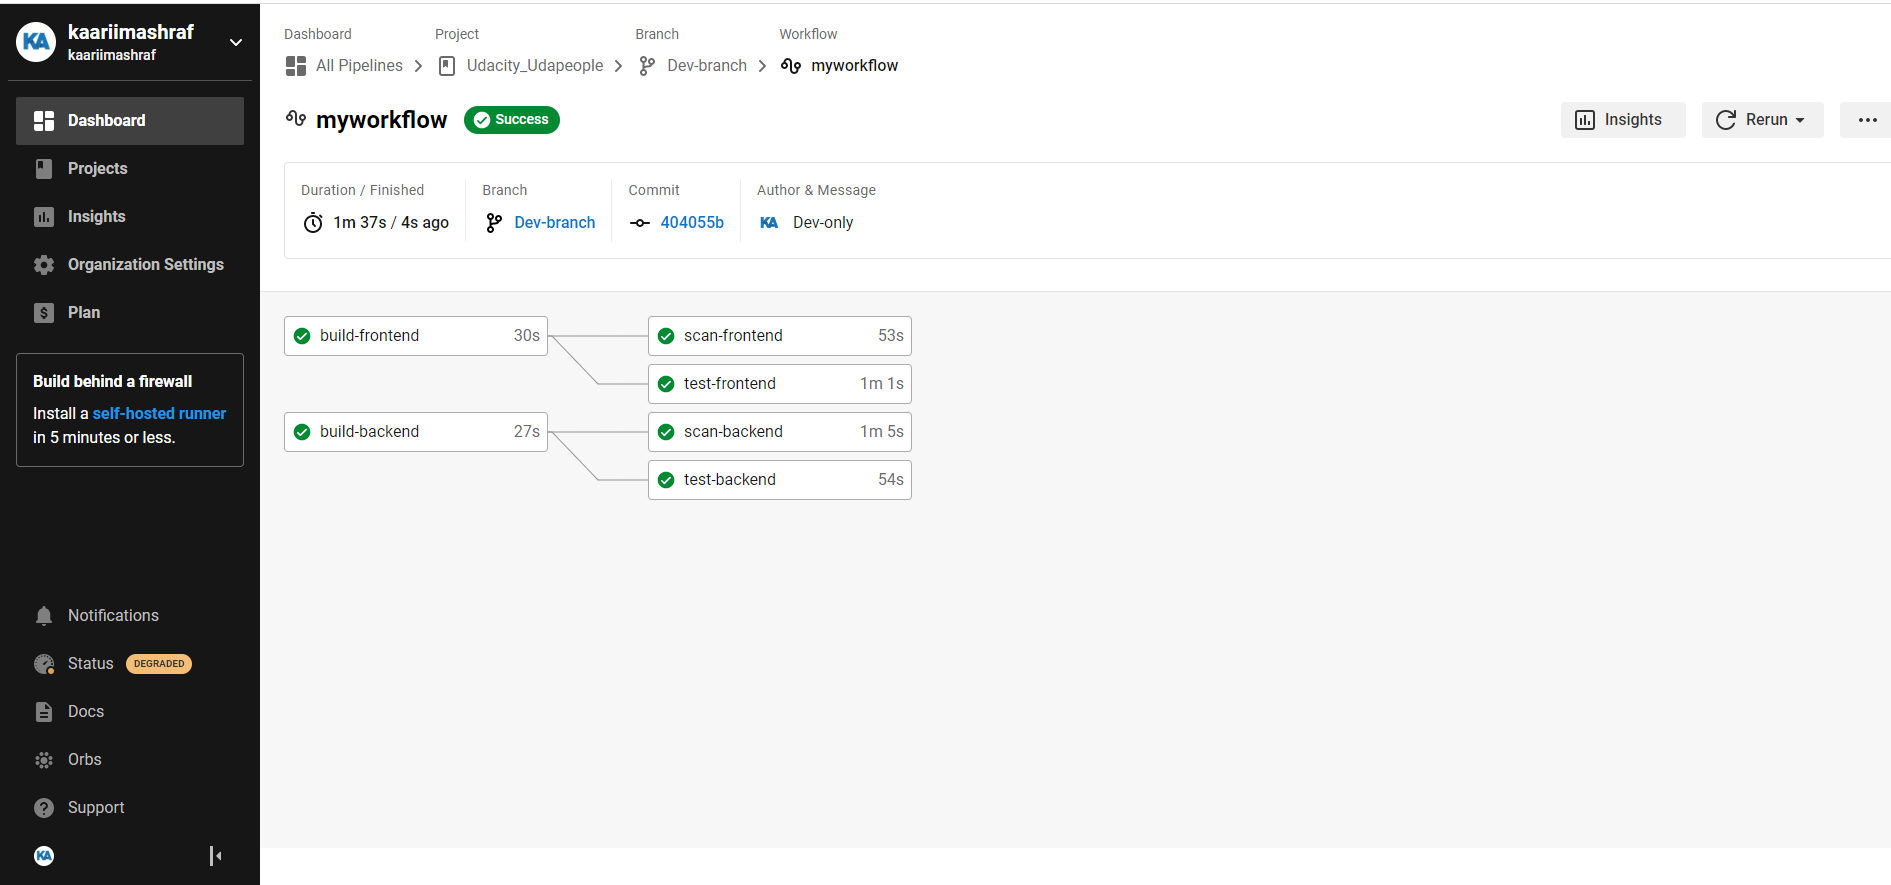 KA
kaariimashraf
kaariimashraf
Dashboard
Projects
Insights
Organization Settings
$ Plan
Build behind a firewall
Install a self-hosted runner
in 5 minutes or less.
Notifications
Status DEGRADED
Docs
Orbs
? Support
KA
Dashboard Project Branch Workflow
All Pipelines Udacity_Udapeople Dev-branch myworkflow
myworkflow Success Insights Rerun
Duration / Finished Branch Commit Author & Message
1m 37s / 4s ago Dev-branch 404055b KA Dev-only
build-frontend 30s scan-frontend 53s
test-frontend 1m 1s
build-backend 27s scan-backend 1m 5s
test-backend 54s